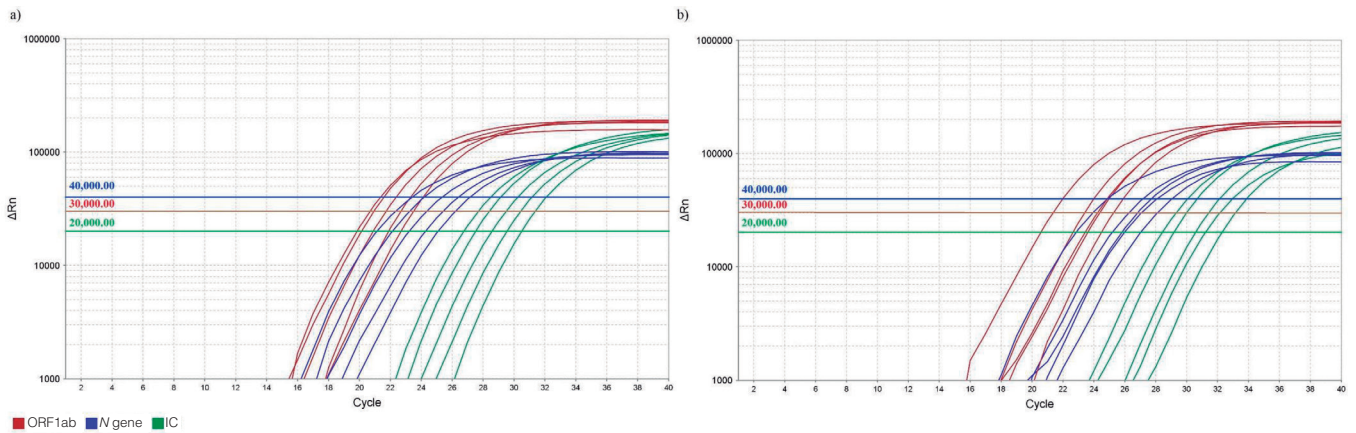 a)
1000000
100000
10000
1000
ΔRn
40,000.00
30,000.00
20,000.00
2 4 6 8 10 12 14 16 18 20 22 24 26 28 30 32 34 36 38 40
Cycle
b)
1000000
100000
10000
1000
ΔRn
40,000.00
30,000.00
20,000.00
2 4 6 8 10 12 14 16 18 20 22 24 26 28 30 32 34 36 38 40
Cycle
ORF1ab N gene IC